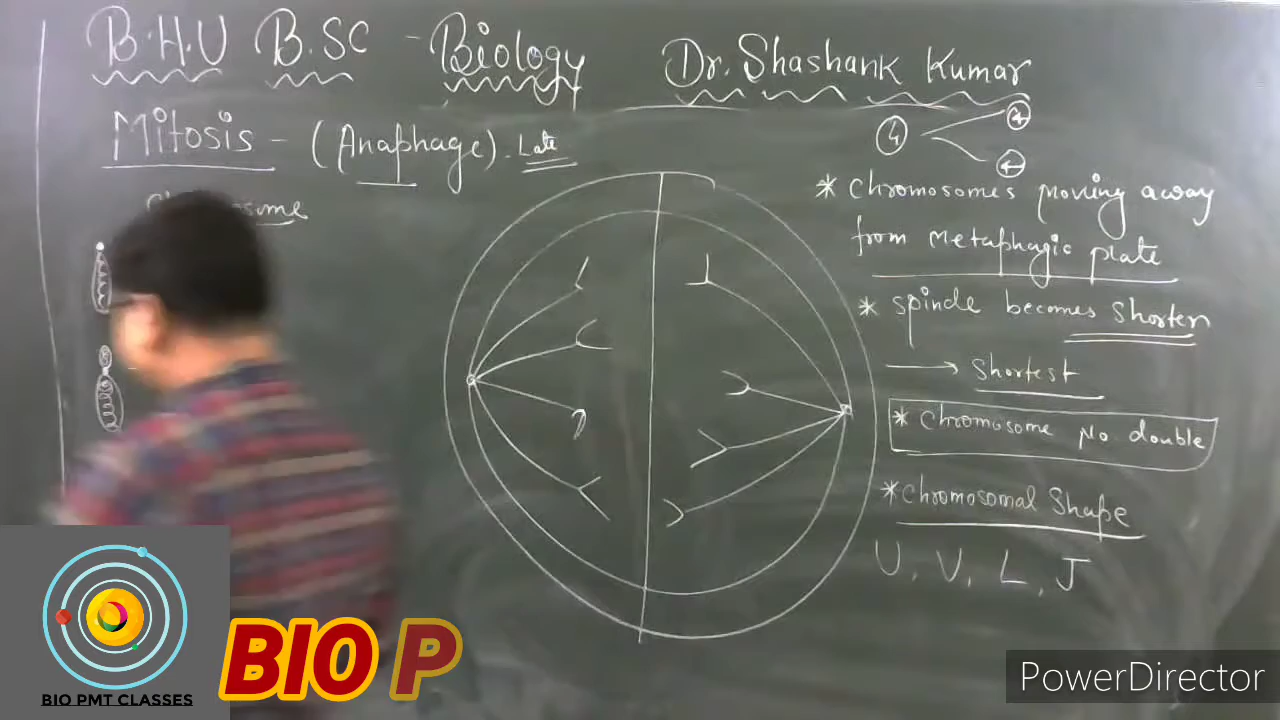 B.H.U B.SC - Biology Dr. Shashank Kumar
Mitosis - (Anaphage). Late
4
* Chromosomes moving away
from Metaphagic plate
* Spindle becomes Shorter
→ Shortest
* Chromosome No. double
* Chromosomal Shape
U, V, L, J
BIO PMT CLASSES
BIO P
PowerDirector